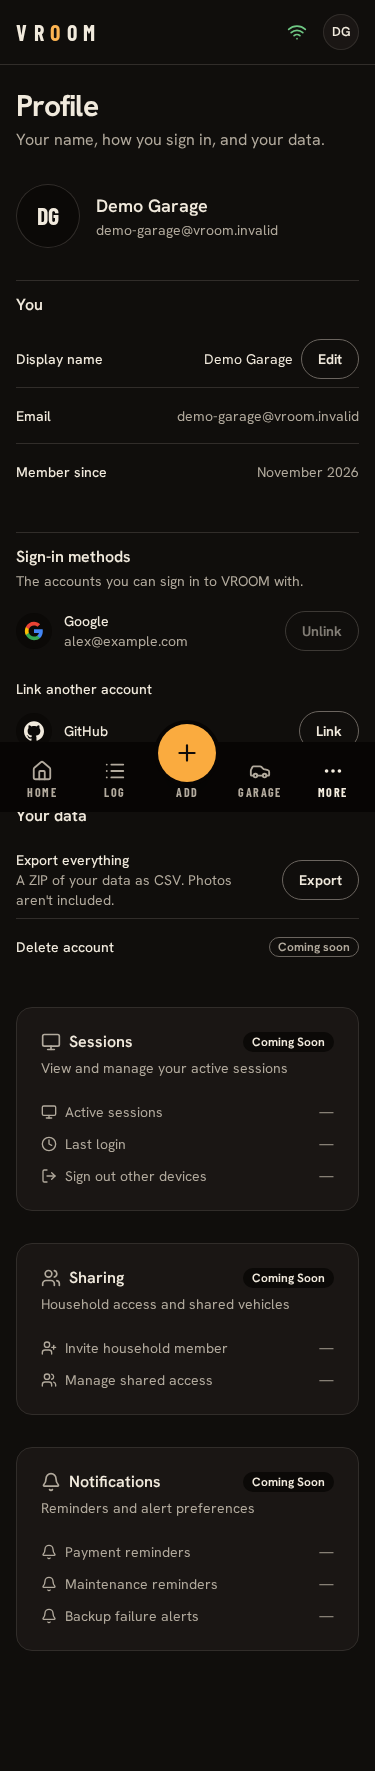 VROOM
DG
Profile
Your name, how you sign in, and your data.
DG
Demo Garage
demo-garage@vroom.invalid
You
Display name
Demo Garage
Edit
Email
demo-garage@vroom.invalid
Member since
November 2026
Sign-in methods
The accounts you can sign in to VROOM with.
Google
alex@example.com
Unlink
Link another account
GitHub
Link
HOME
LOG
ADD
GARAGE
MORE
Your data
Export everything
A ZIP of your data as CSV. Photos
aren't included.
Export
Delete account
Coming soon
Sessions
Coming Soon
View and manage your active sessions
Active sessions
—
Last login
—
Sign out other devices
—
Sharing
Coming Soon
Household access and shared vehicles
Invite household member
—
Manage shared access
—
Notifications
Coming Soon
Reminders and alert preferences
Payment reminders
—
Maintenance reminders
—
Backup failure alerts
—